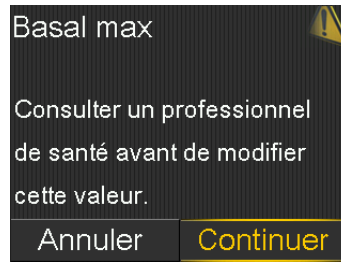 Basal max
Consulter un professionnel
de santé avant de modifier
cette valeur.
Annuler Continuer